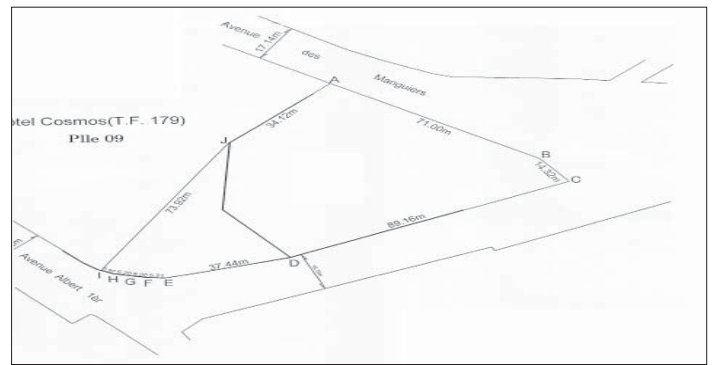 Avenue
17.14m
des
Manguiers
A
34.12m
71.00m
otel Cosmos(T.F. 179)
Plle 09
J
B
14.32m
C
73.92m
89.16m
37.44m
D
I H G F E
Avenue Albert 1èr